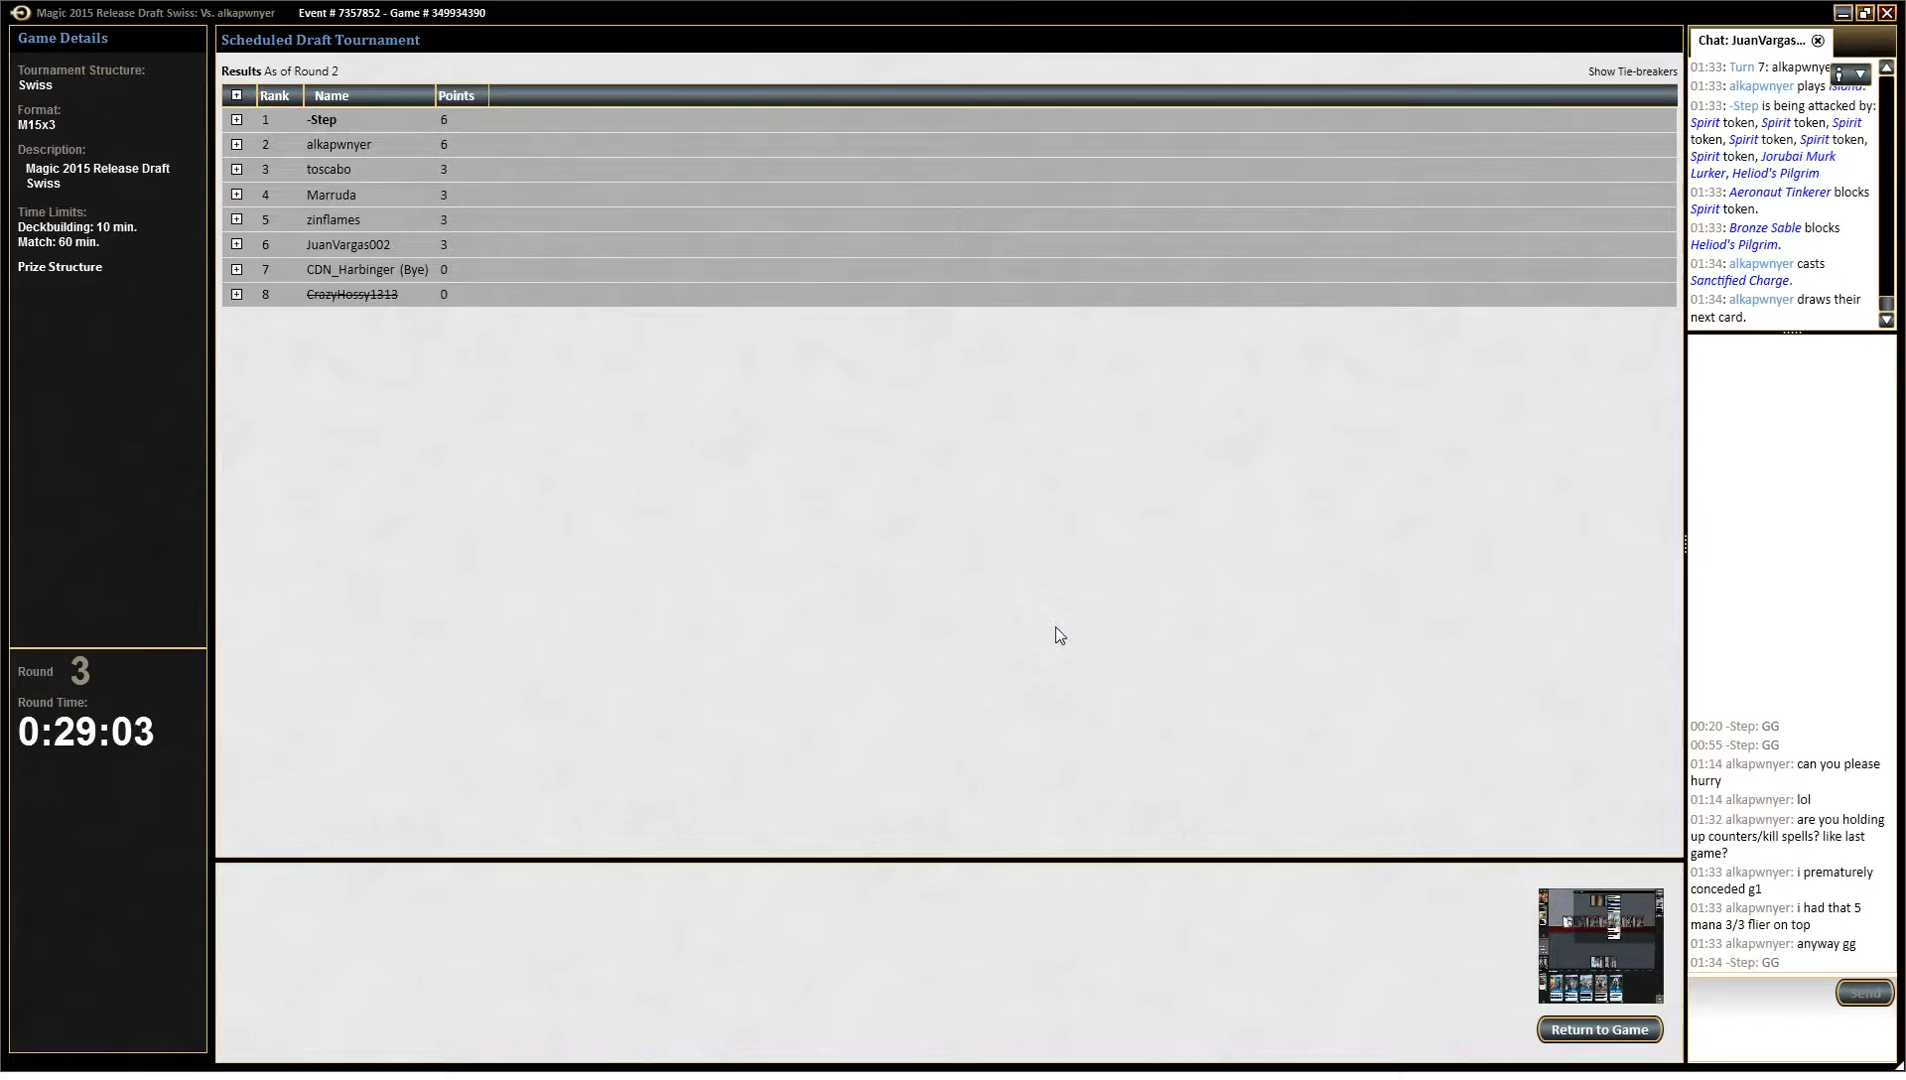 Magic 2015 Release Draft Swiss: Vs. alkapwnyer Event # 7357852 - Game # 349934390
Game Details
Tournament Structure:
Swiss
Format:
M15x3
Description:
Magic 2015 Release Draft
Swiss
Time Limits:
Deckbuilding: 10 min.
Match: 60 min.
Prize Structure
Round 3
Round Time:
0:29:03
Scheduled Draft Tournament
Results As of Round 2
Show Tie-breakers
Rank Name Points
1 -Step 6
2 alkapwnyer 6
3 toscabo 3
4 Marruda 3
5 zinflames 3
6 JuanVargas002 3
7 CDN_Harbinger (Bye) 0
8 CrazyHossy1313 0
Return to Game
Chat: JuanVargas...
01:33: Turn 7: alkapwnye
01:33: alkapwnyer plays Island.
01:33: -Step is being attacked by:
Spirit token, Spirit token, Spirit
token, Spirit token, Spirit token,
Spirit token, Jorubai Murk
Lurker, Heliod's Pilgrim
01:33: Aeronaut Tinkerer blocks
Spirit token.
01:33: Bronze Sable blocks
Heliod's Pilgrim.
01:34: alkapwnyer casts
Sanctified Charge.
01:34: alkapwnyer draws their
next card.
00:20 -Step: GG
00:55 -Step: GG
01:14 alkapwnyer: can you please
hurry
01:14 alkapwnyer: lol
01:32 alkapwnyer: are you holding
up counters/kill spells? like last
game?
01:33 alkapwnyer: i prematurely
conceded g1
01:33 alkapwnyer: i had that 5
mana 3/3 flier on top
01:33 alkapwnyer: anyway gg
01:34 -Step: GG
Send